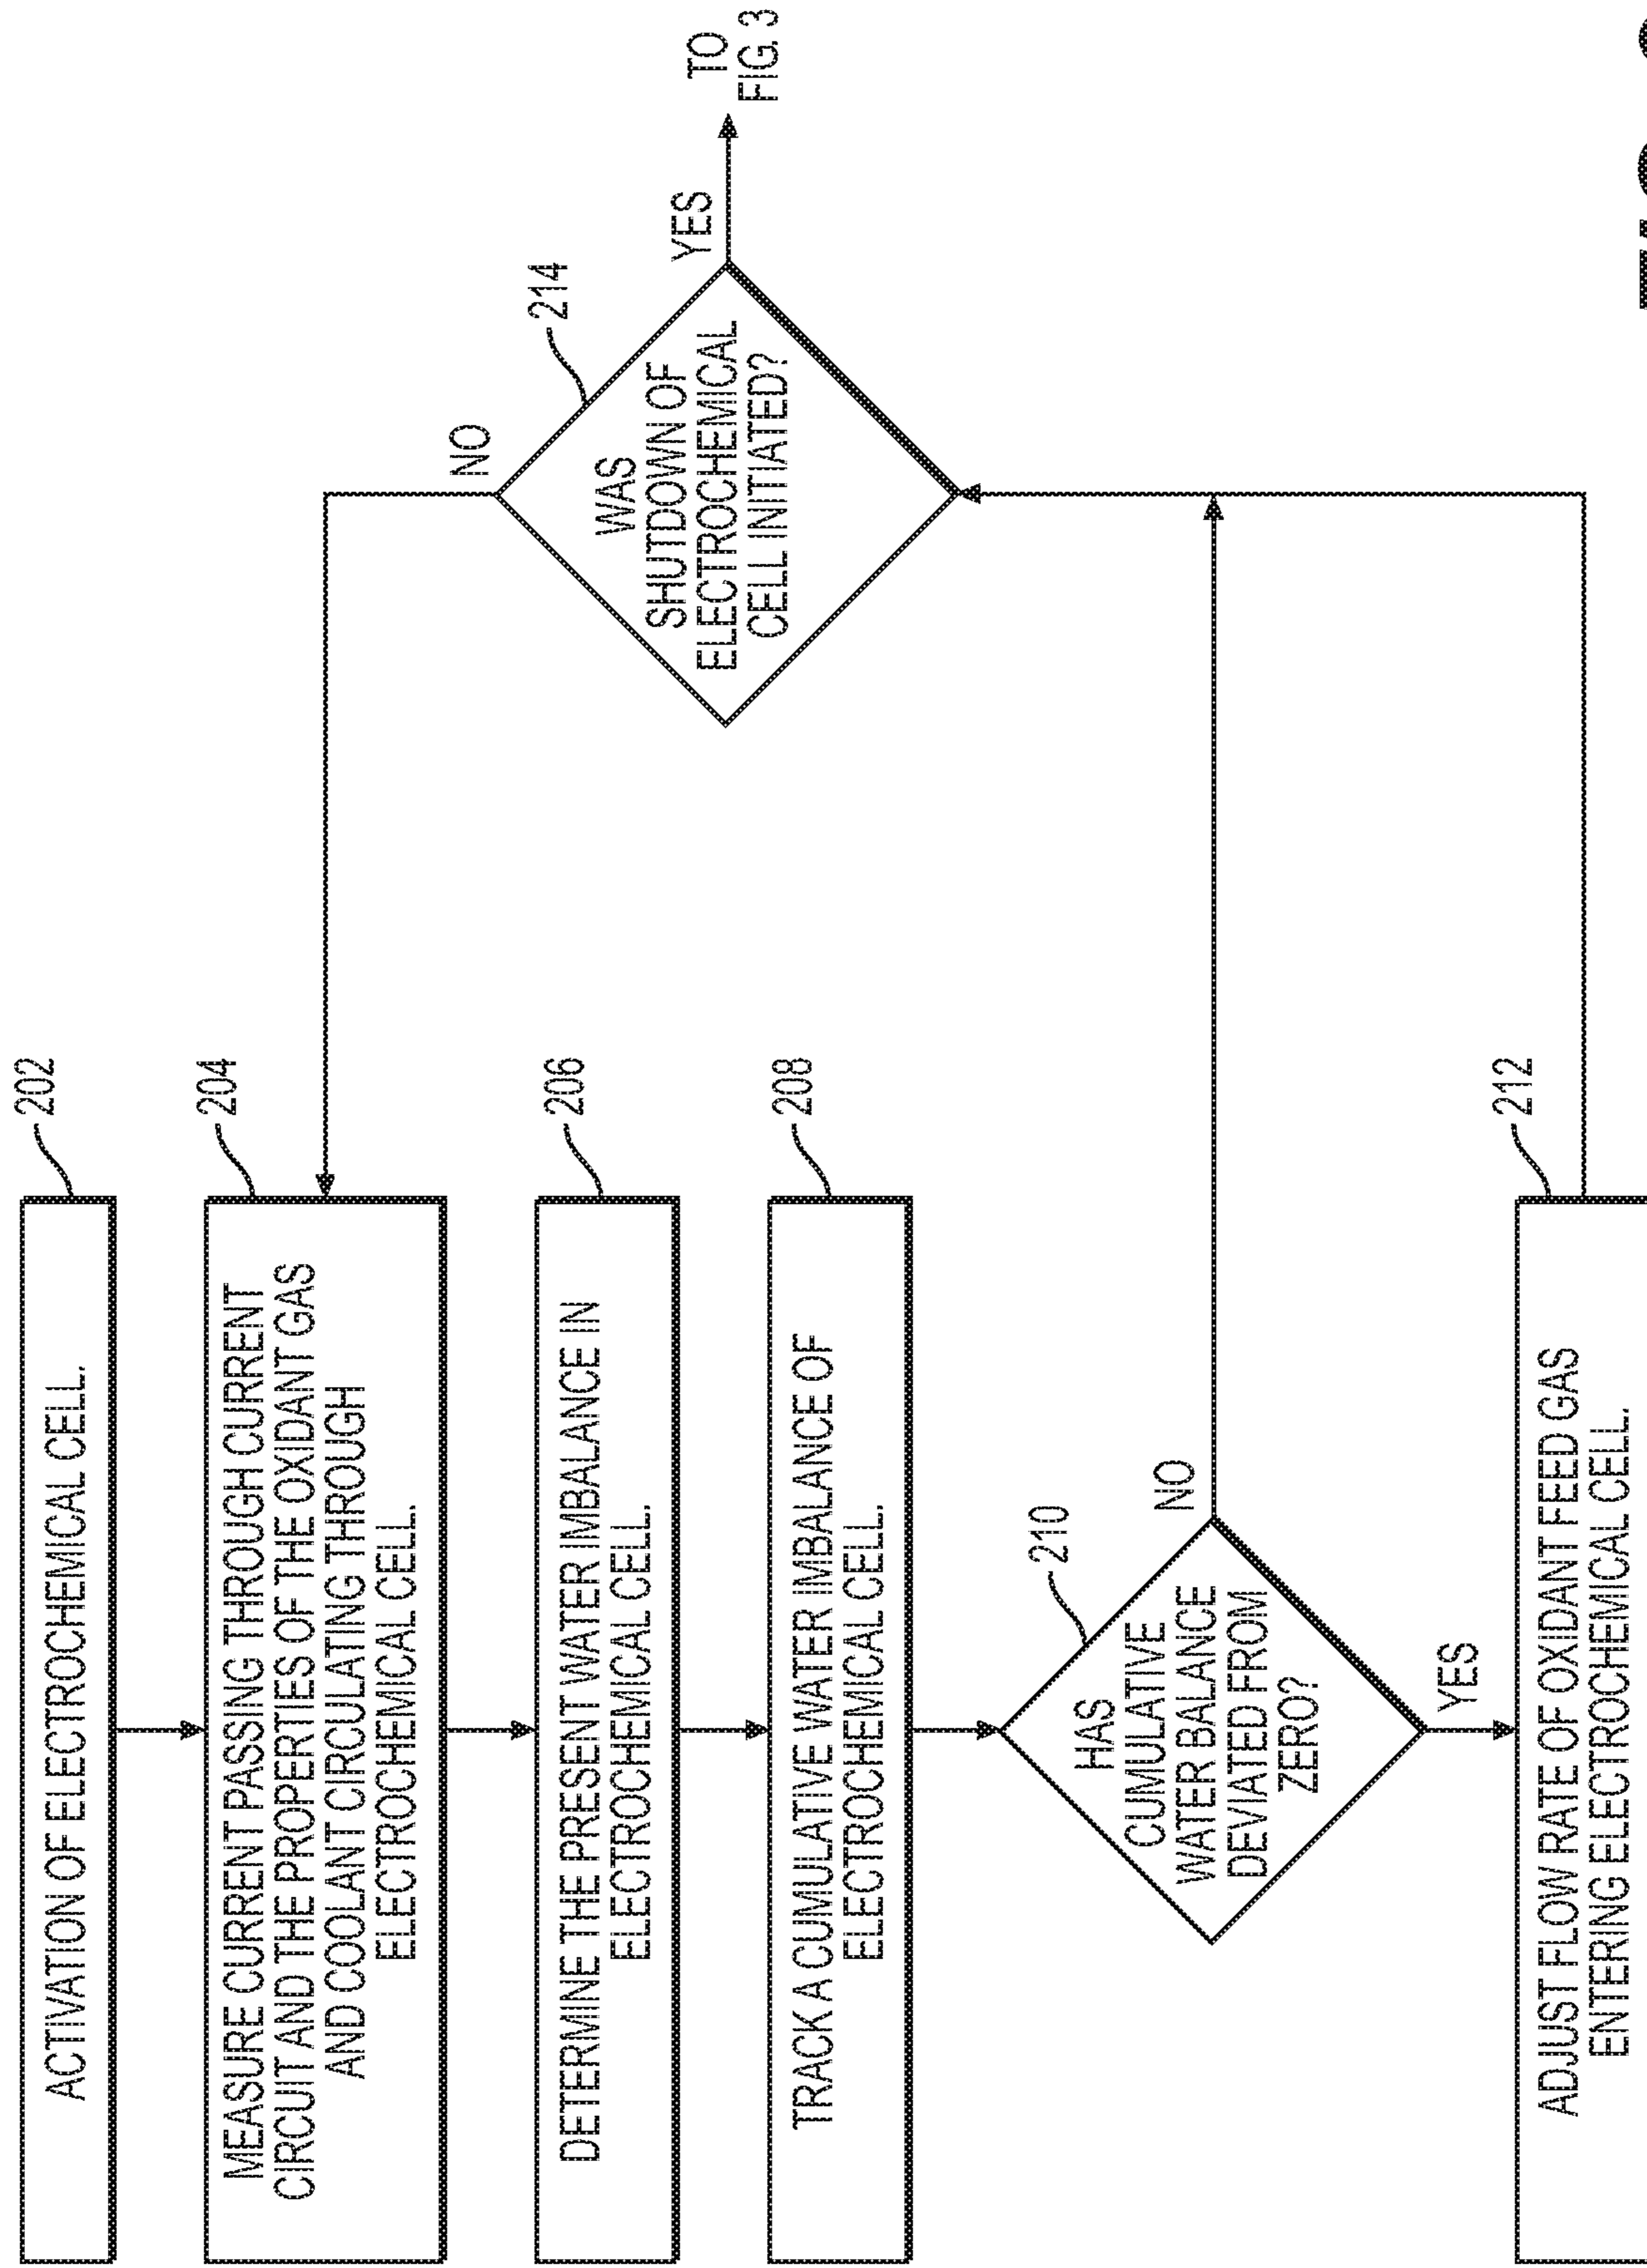 202
ACTIVATION OF ELECTROCHEMICAL CELL.
204
MEASURE CURRENT PASSING THROUGH CURRENT
CIRCUIT AND THE PROPERTIES OF THE OXIDANT GAS
AND COOLANT CIRCULATING THROUGH
ELECTROCHEMICAL CELL.
206
DETERMINE THE PRESENT WATER IMBALANCE IN
ELECTROCHEMICAL CELL.
208
TRACK A CUMULATIVE WATER IMBALANCE OF
ELECTROCHEMICAL CELL.
210
HAS
CUMULATIVE
WATER BALANCE
DEVIATED FROM
ZERO?
NO
YES
212
ADJUST FLOW RATE OF OXIDANT FEED GAS
ENTERING ELECTROCHEMICAL CELL.
NO
214
WAS
SHUTDOWN OF
ELECTROCHEMICAL
CELL INITIATED?
YES
TO
FIG. 3